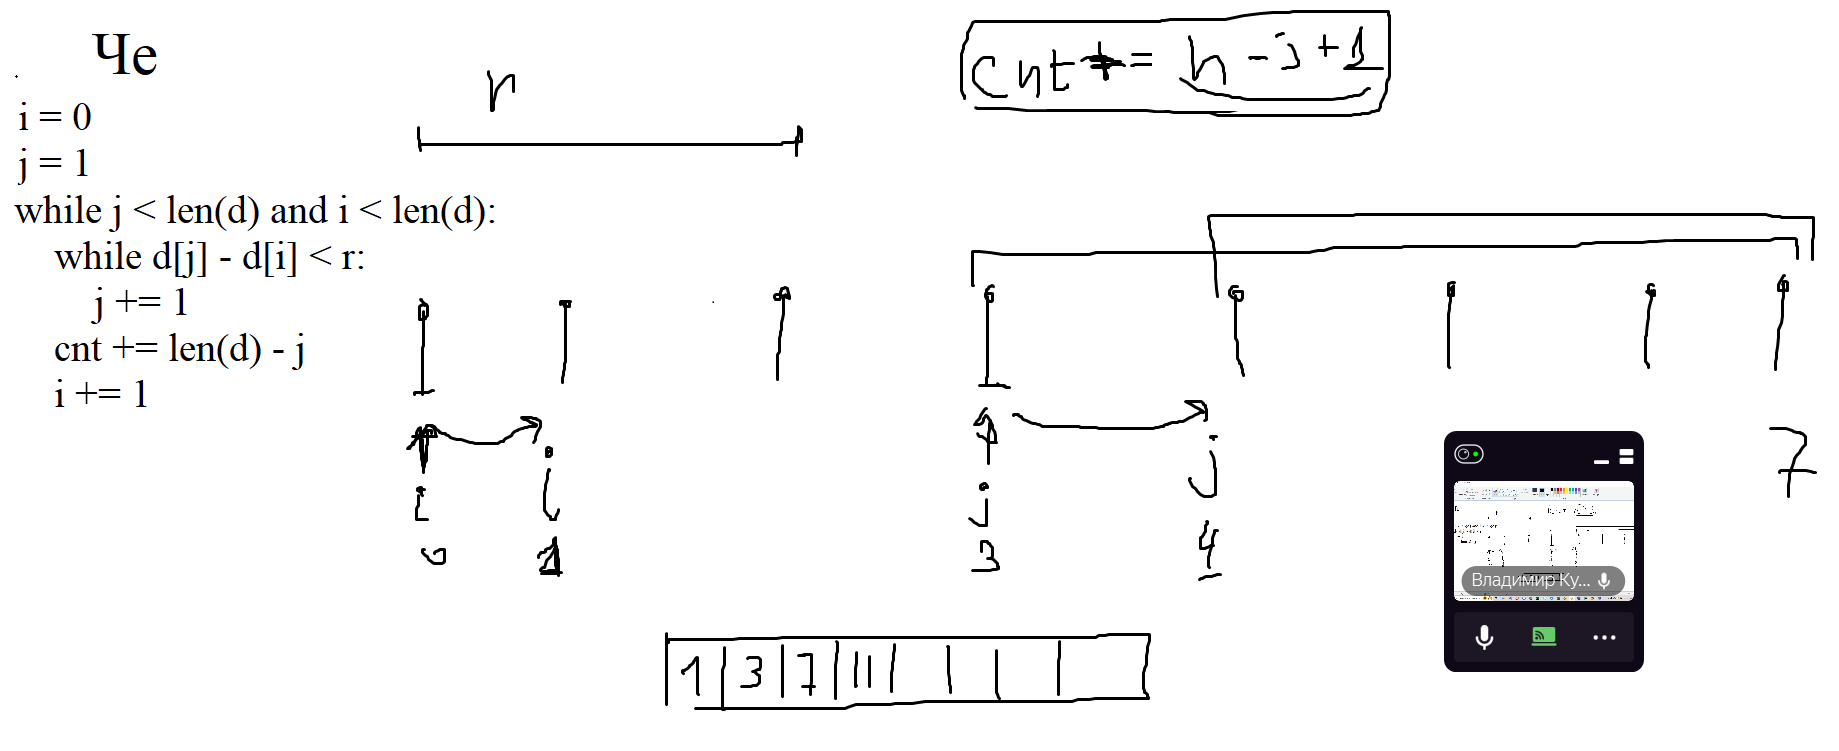 Че
i = 0
j = 1
while j < len(d) and i < len(d):
while d[j] - d[i] < r:
j += 1
cnt += len(d) - j
i += 1
r
cnt += n - j + 1
i
i
j
j
0
1
3
4
7
1 3 7 11
Владимир Ку...